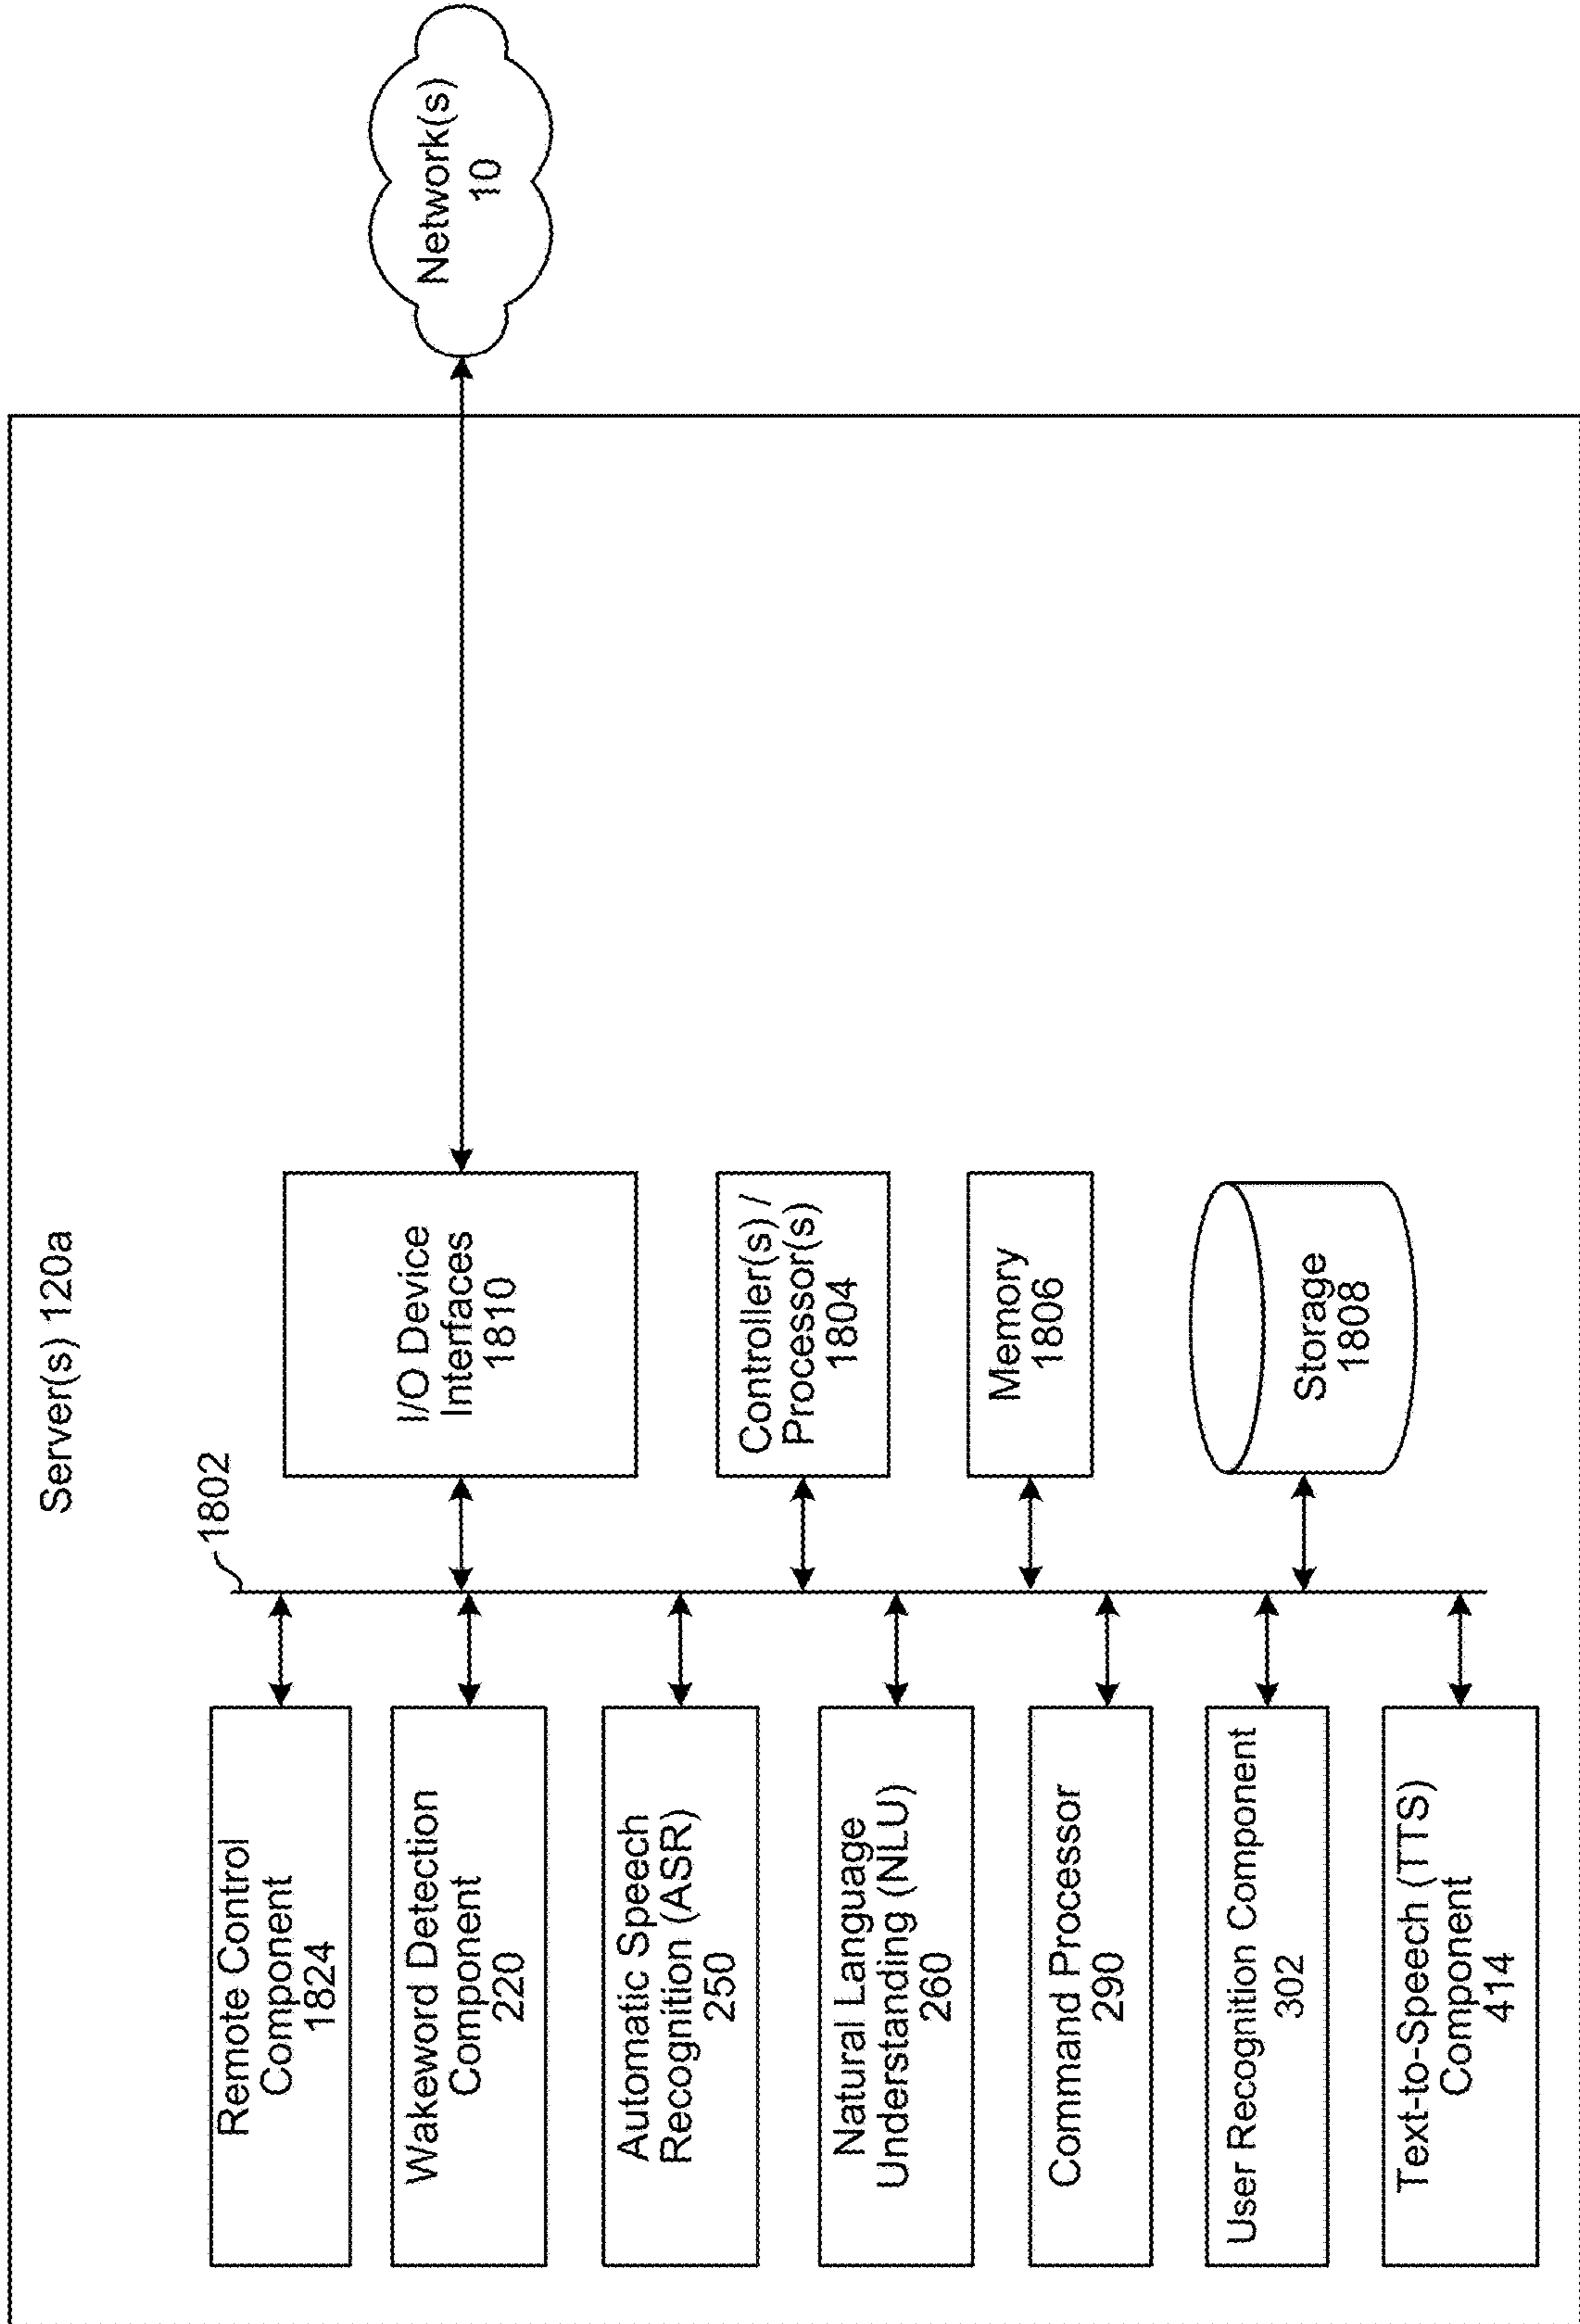 Server(s) 120a
1802
Remote Control
Component
1824
Wakeword Detection
Component
220
Automatic Speech
Recognition (ASR)
250
Natural Language
Understanding (NLU)
260
Command Processor
290
User Recognition Component
302
Text-to-Speech (TTS)
Component
414
I/O Device
Interfaces
1810
Controller(s) /
Processor(s)
1804
Memory
1806
Storage
1808
Network(s)
10